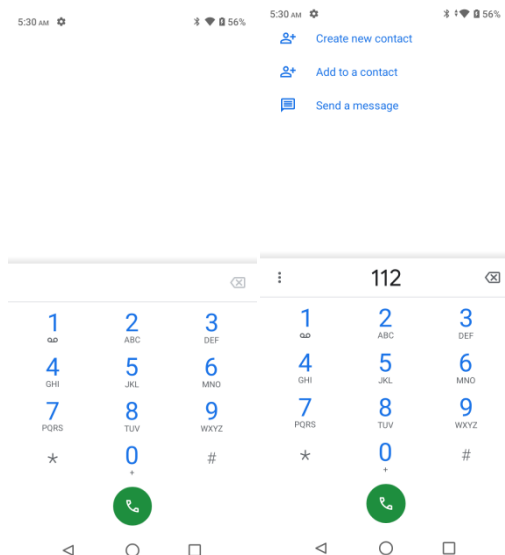 5:30 AM 56%
1 2 3
ABC DEF
4 5 6
GHI JKL MNO
7 8 9
PQRS TUV WXYZ
* 0 #
+
5:30 AM 56%
Create new contact
Add to a contact
Send a message
112
1 2 3
ABC DEF
4 5 6
GHI JKL MNO
7 8 9
PQRS TUV WXYZ
* 0 #
+